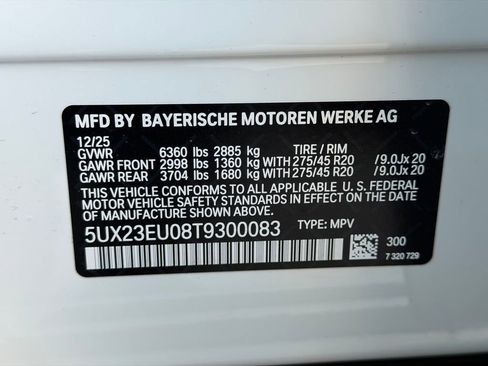 MFD BY BAYERISCHE MOTOREN WERKE AG
12/25
GVWR 6360 lbs 2885 kg TIRE / RIM
GAWR FRONT 2998 lbs 1360 kg WITH 275/45 R20 / 9.0Jx 20
GAWR REAR 3704 lbs 1680 kg WITH 275/45 R20 / 9.0Jx 20
THIS VEHICLE CONFORMS TO ALL APPLICABLE U.S. FEDERAL
MOTOR VEHICLE SAFETY STANDARDS IN EFFECT ON THE
DATE OF MANUFACTURE SHOWN ABOVE.
5UX23EU08T9300083 TYPE: MPV
300
7 320 729